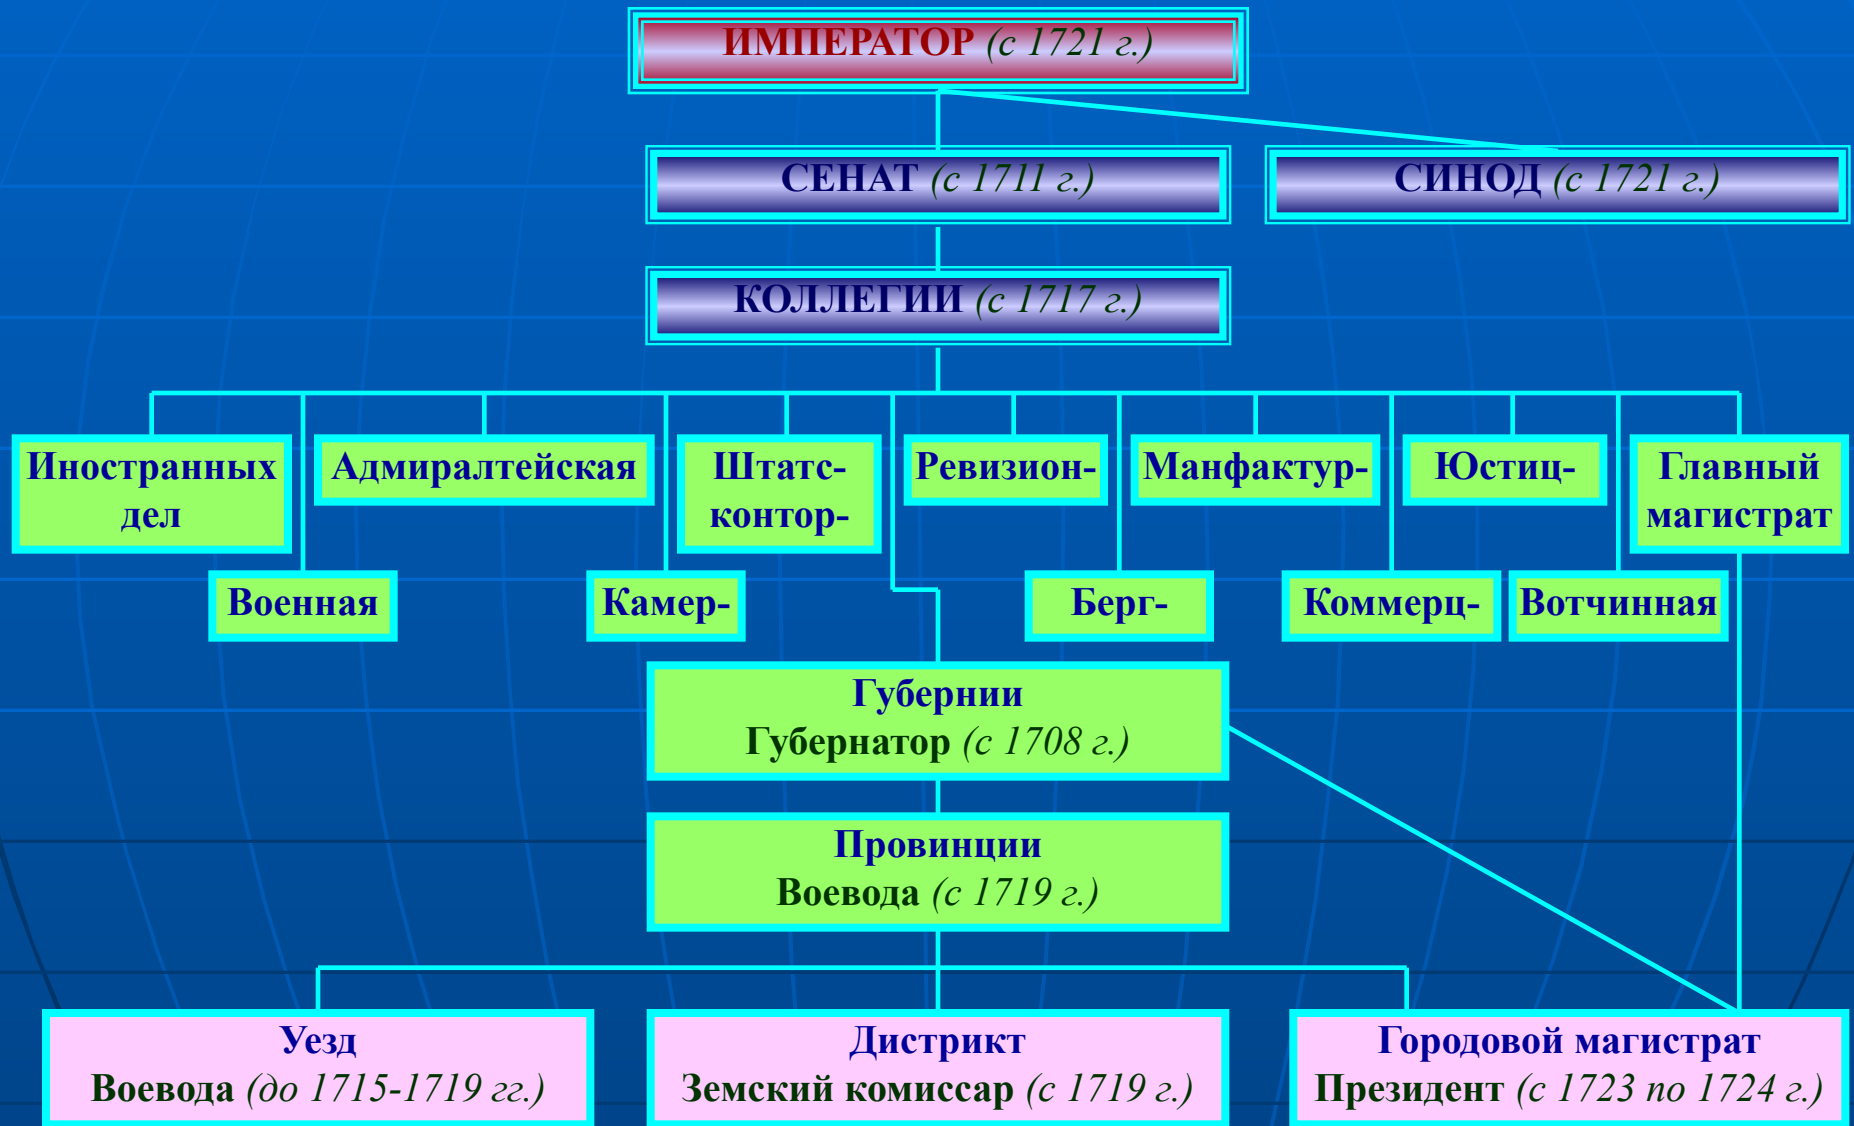 ИМПЕРАТОР (с 1721 г.)
СЕНАТ (с 1711 г.)
СИНОД (с 1721 г.)
КОЛЛЕГИИ (с 1717 г.)
Иностранных
дел
Адмиралтейская
Штатс-
контор-
Ревизион-
Манфактур-
Юстиц-
Главный
магистрат
Военная
Камер-
Берг-
Коммерц-
Вотчинная
Губернии
Губернатор (с 1708 г.)
Провинции
Воевода (с 1719 г.)
Уезд
Воевода (до 1715-1719 гг.)
Дистрикт
Земский комиссар (с 1719 г.)
Городовой магистрат
Президент (с 1723 по 1724 г.)